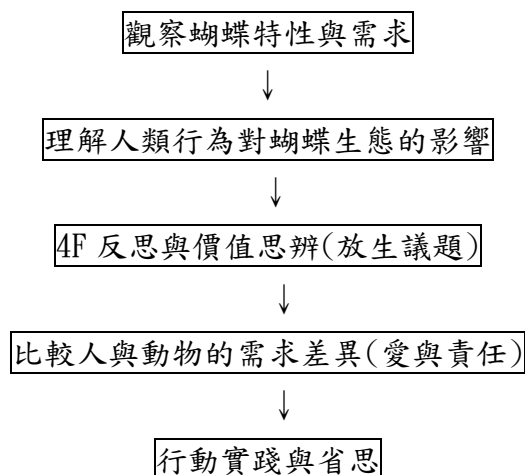 觀察蝴蝶特性與需求
↓
理解人類行為對蝴蝶生態的影響
↓
4F 反思與價值思辨(放生議題)
↓
比較人與動物的需求差異(愛與責任)
↓
行動實踐與省思